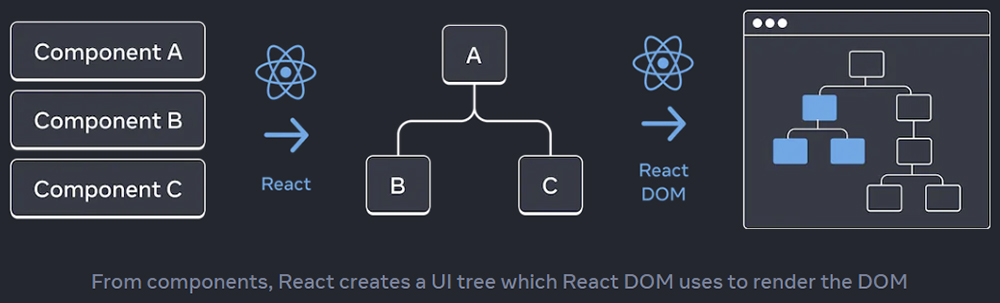 Component A
Component B
Component C
React
A
B
C
React
DOM
From components, React creates a UI tree which React DOM uses to render the DOM